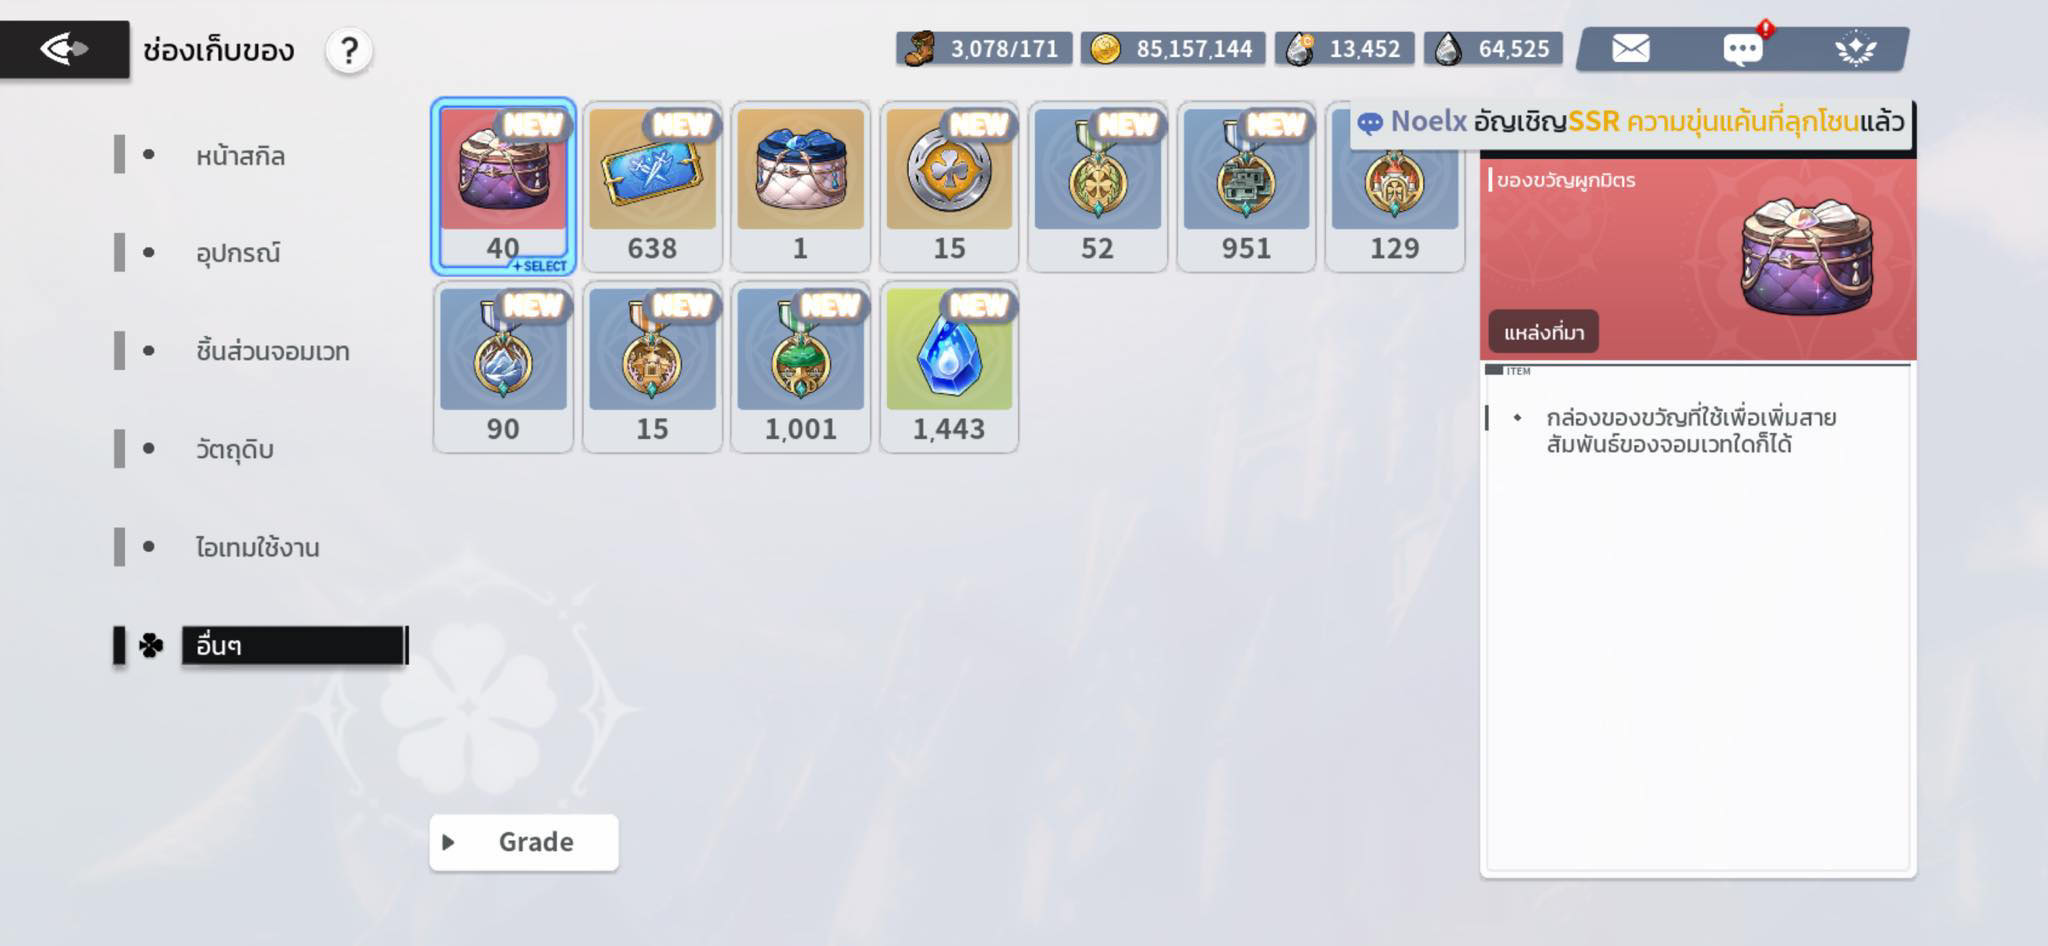 ช่องเก็บของ
?
3,078/171
85,157,144
13,452
64,525
Noelx อัญเชิญSSR ความขุ่นแค้นที่ลุกโชนแล้ว
หน้าสกิล
อุปกรณ์
ชิ้นส่วนจอมเวท
วัตถุดิบ
ไอเทมใช้งาน
อื่นๆ
NEW
NEW
NEW
NEW
NEW
40
+SELECT
638
1
15
52
951
129
NEW
NEW
NEW
NEW
90
15
1,001
1,443
Grade
ของขวัญผูกมิตร
แหล่งที่มา
ITEM
กล่องของขวัญที่ใช้เพื่อเพิ่มสาย
สัมพันธ์ของจอมเวทใดก็ได้